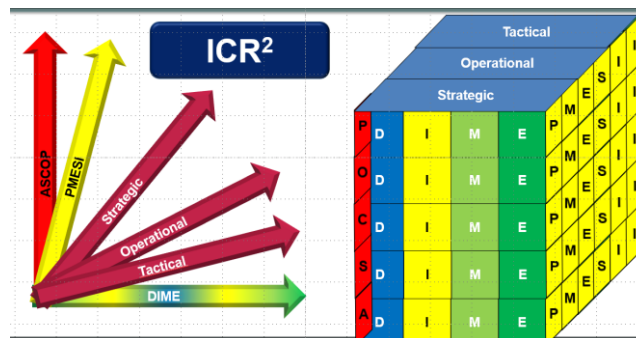 ICR²
ASCOP
PMESI
Strategic
Operational
Tactical
DIME
Tactical
Operational
Strategic
P D I M E P M E S I I
O D I M E P M E S I I
C D I M E P M E S I I
S D I M E P M E S I I
A D I M E P M E S I I